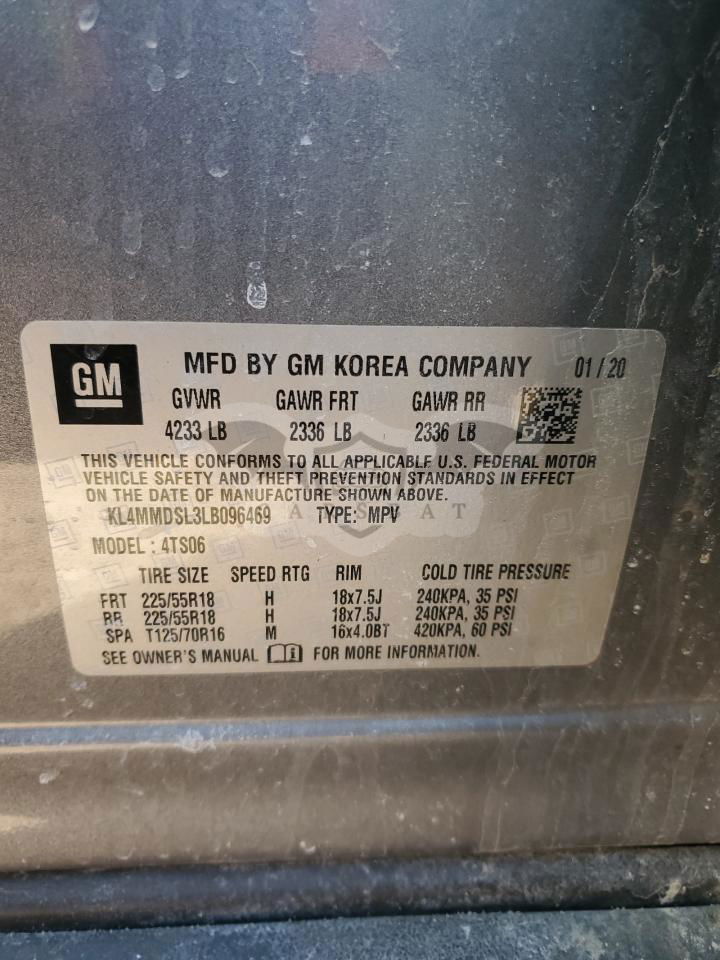 GM
MFD BY GM KOREA COMPANY 01/20
GVWR GAWR FRT GAWR RR
4233 LB 2336 LB 2336 LB
THIS VEHICLE CONFORMS TO ALL APPLICABLE U.S. FEDERAL MOTOR
VEHICLE SAFETY AND THEFT PREVENTION STANDARDS IN EFFECT
ON THE DATE OF MANUFACTURE SHOWN ABOVE.
KL4MMDSL3LB096469 TYPE: MPV
MODEL : 4TS06
TIRE SIZE SPEED RTG RIM COLD TIRE PRESSURE
FRT 225/55R18 H 18x7.5J 240KPA, 35 PSI
RR 225/55R18 H 18x7.5J 240KPA, 35 PSI
SPA T125/70R16 M 16x4.0BT 420KPA, 60 PSI
SEE OWNER'S MANUAL FOR MORE INFORMATION.